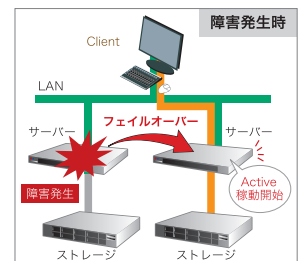 障害発生時
Client
LAN
フェイルオーバー
サーバー
サーバー
障害発生
Active
稼動開始
ストレージ
ストレージ